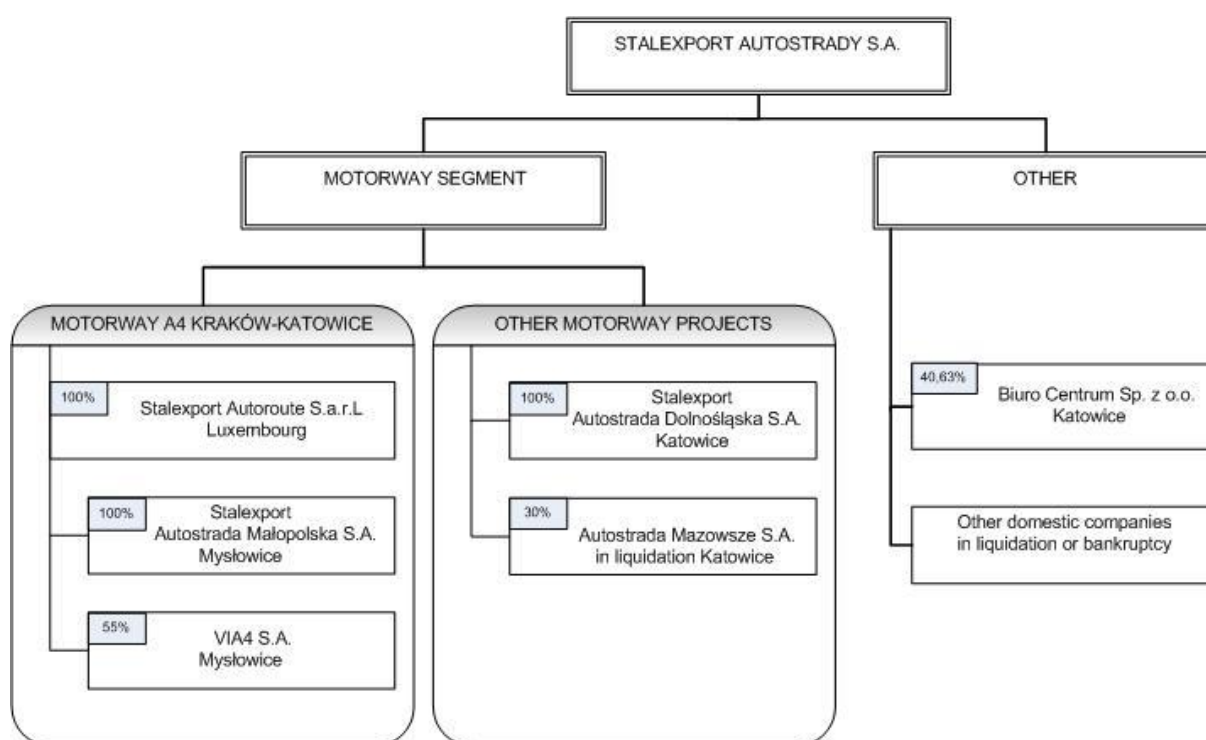 STALEXPORT AUTOSTRADY S.A.
MOTORWAY SEGMENT
OTHER
MOTORWAY A4 KRAKÓW-KATOWICE
100%
Stalexport Autoroute S.a.r.L
Luxembourg
100%
Stalexport
Autostrada Małopolska S.A.
Mysłowice
55%
VIA4 S.A.
Mysłowice
OTHER MOTORWAY PROJECTS
100%
Stalexport
Autostrada Dolnośląska S.A.
Katowice
30%
Autostrada Mazowsze S.A.
in liquidation Katowice
40,63%
Biuro Centrum Sp. z o.o.
Katowice
Other domestic companies
in liquidation or bankruptcy